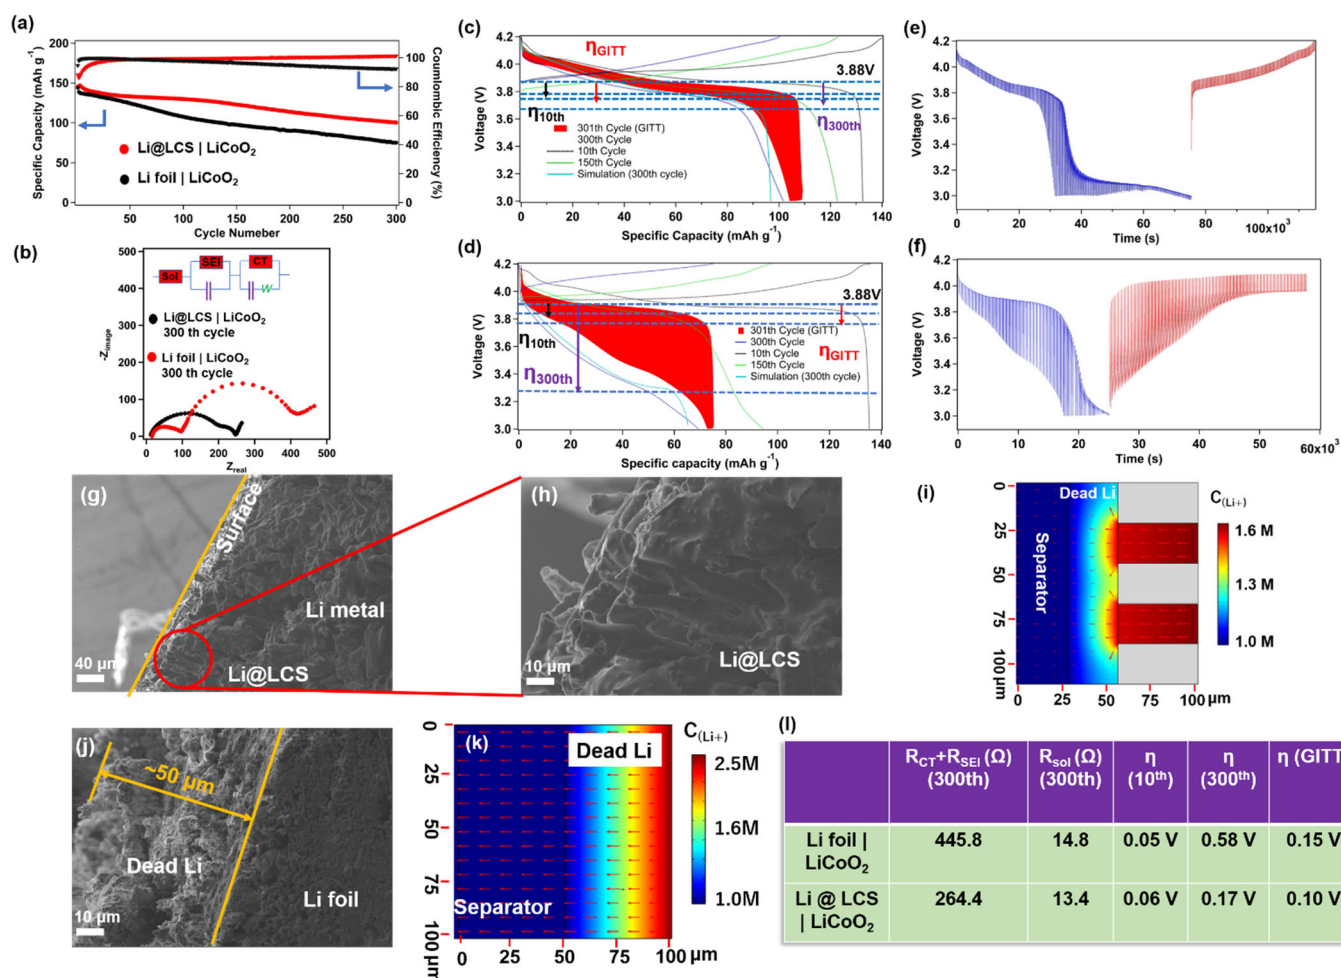 (a)
200
150
100
50
0
Specific Capacity (mAh g⁻¹)
100
80
60
40
20
0
Coumlombic Efficiency (%)
Li@LCS | LiCoO₂
Li foil | LiCoO₂
50 100 150 200 250 300
Cycle Numeber
(b)
500
-400
-300
-200
-100
0
-Z_image
Sol SEI CT
W
Li@LCS | LiCoO₂
300 th cycle
Li foil | LiCoO₂
300 th cycle
0 100 200 300 400 500
Z_real
(c)
4.2
4.0
3.8
3.6
3.4
3.2
3.0
Voltage (V)
η_GITT
3.88V
η_10th
η_300th
301th Cycle (GITT)
300th Cycle
10th Cycle
150th Cycle
Simulation (300th cycle)
0 20 40 60 80 100 120 140
Specific Capacity (mAh g⁻¹)
(d)
4.2
4.0
3.8
3.6
3.4
3.2
3.0
Voltage (V)
3.88V
η_10th
η_300th
η_GITT
301th Cycle (GITT)
300th Cycle
10th Cycle
150th Cycle
Simulation (300th cycle)
0 20 40 60 80 100 120 140
Specific capacity (mAh g⁻¹)
(e)
4.2
4.0
3.8
3.6
3.4
3.2
3.0
Voltage (V)
0 20 40 60 80 100x10³
Time (s)
(f)
4.2
4.0
3.8
3.6
3.4
3.2
3.0
Voltage (V)
0 10 20 30 40 50 60x10³
Time (s)
(g)
Surface
Li metal
Li@LCS
40 µm
(h)
Li@LCS
10 µm
(i)
0
25
50
75
100
µm
Dead Li
Separator
0 25 50 75 100
µm
C(Li+)
1.6 M
1.3 M
1.0 M
(j)
~50 µm
Dead Li
Li foil
10 µm
(k)
0
25
50
75
100
µm
Dead Li
Separator
0 25 50 75 100
µm
C(Li+)
2.5M
1.6M
1.0M
(l)
R_CT+R_SEI (Ω) (300th) R_sol (Ω) (300th) η (10th) η (300th) η (GITT
Li foil | LiCoO₂ 445.8 14.8 0.05 V 0.58 V 0.15 V
Li @ LCS | LiCoO₂ 264.4 13.4 0.06 V 0.17 V 0.10 V